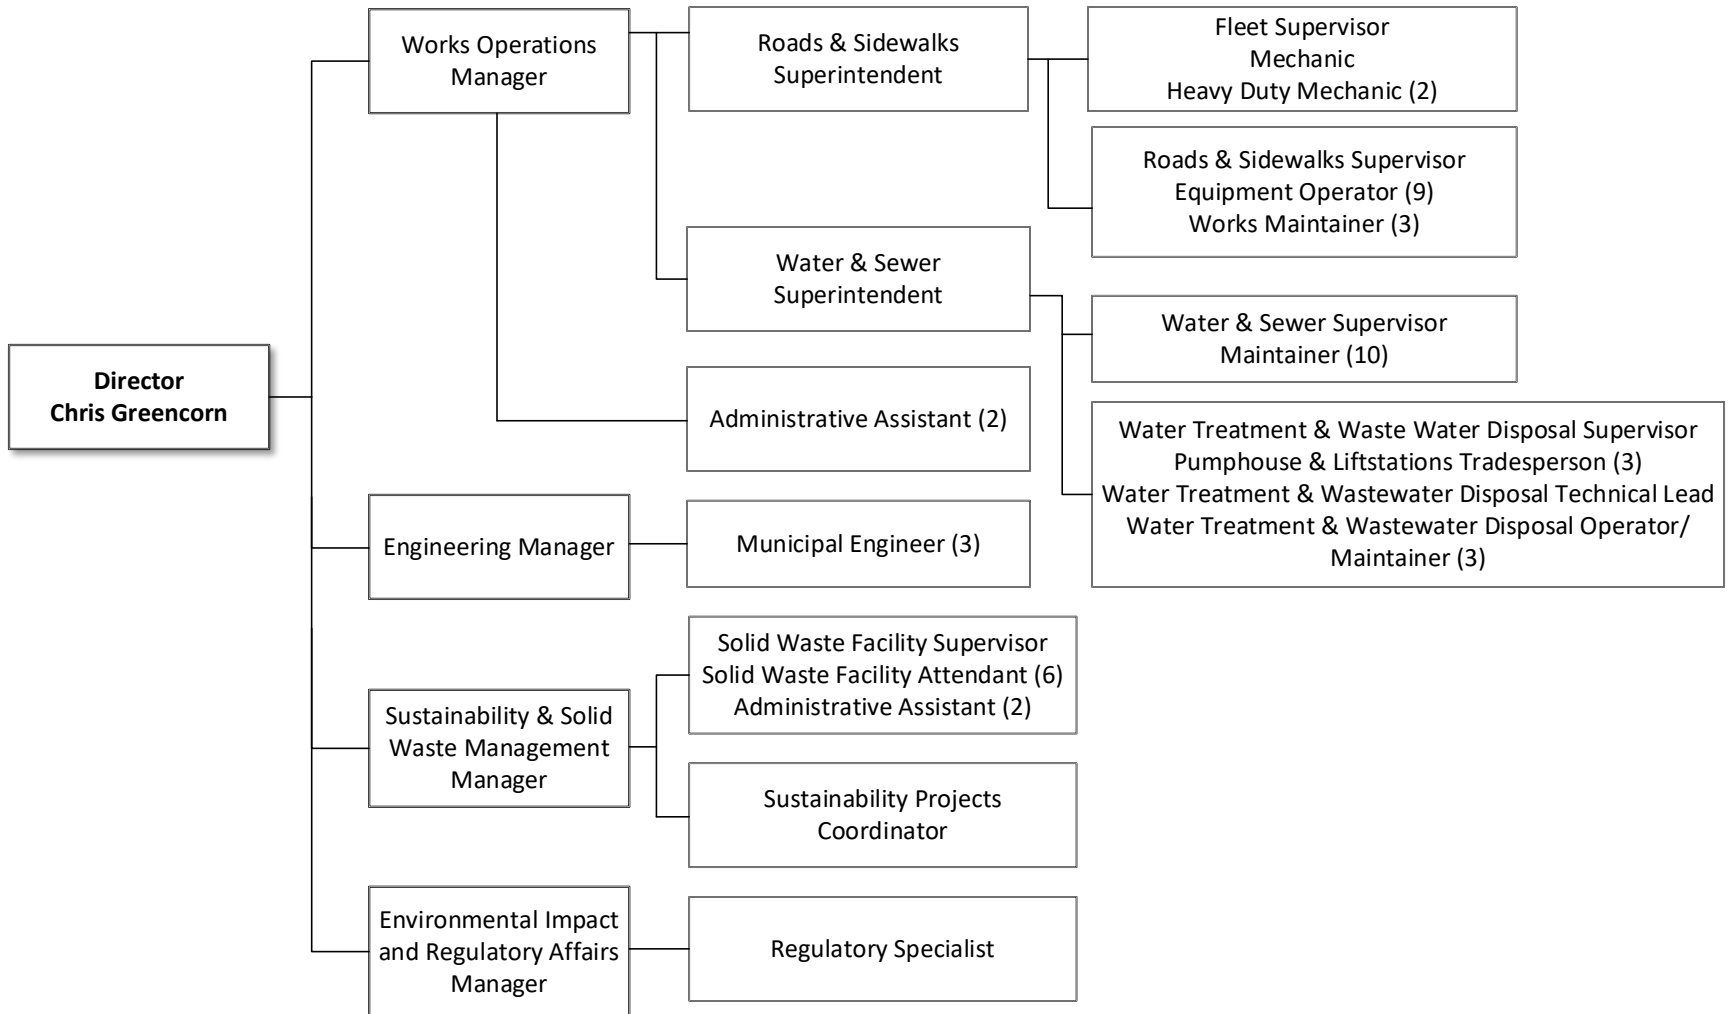 Director
Chris Greencorn
Works Operations
Manager
Roads & Sidewalks
Superintendent
Fleet Supervisor
Mechanic
Heavy Duty Mechanic (2)
Roads & Sidewalks Supervisor
Equipment Operator (9)
Works Maintainer (3)
Water & Sewer
Superintendent
Water & Sewer Supervisor
Maintainer (10)
Water Treatment & Waste Water Disposal Supervisor
Pumphouse & Liftstations Tradesperson (3)
Water Treatment & Wastewater Disposal Technical Lead
Water Treatment & Wastewater Disposal Operator/
Maintainer (3)
Administrative Assistant (2)
Engineering Manager
Municipal Engineer (3)
Sustainability & Solid
Waste Management
Manager
Solid Waste Facility Supervisor
Solid Waste Facility Attendant (6)
Administrative Assistant (2)
Sustainability Projects
Coordinator
Environmental Impact
and Regulatory Affairs
Manager
Regulatory Specialist